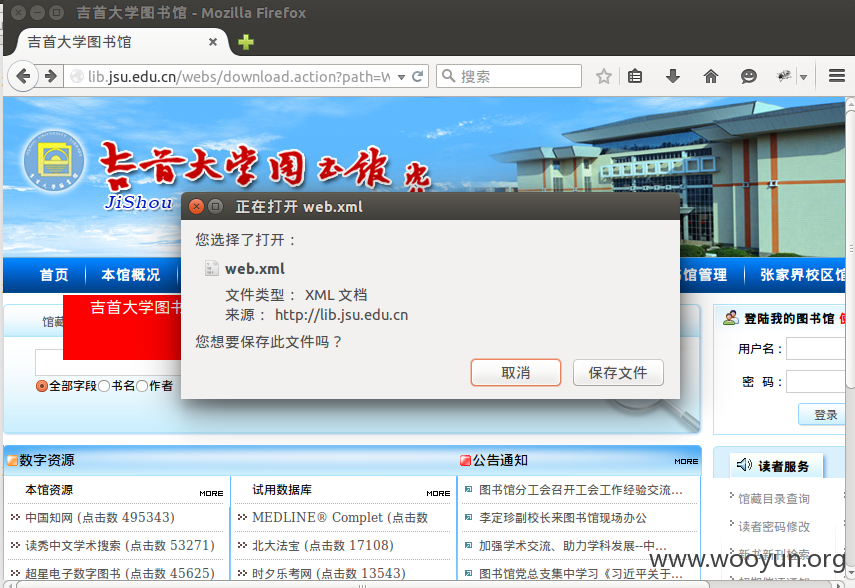 吉首大学图书馆 - Mozilla Firefox
吉首大学图书馆
lib.jsu.edu.cn/webs/download.action?path=W
搜索
吉首大学图书馆
JiShou
首页 本馆概况
馆管理 张家界校区馆
正在打开 web.xml
您选择了打开：
web.xml
文件类型： XML 文档
来源： http://lib.jsu.edu.cn
您想要保存此文件吗？
取消 保存文件
吉首大学图书
馆藏
全部字段 书名 作者
登陆我的图书馆
用户名：
密 码：
登录
数字资源
公告通知 MORE
读者服务
本馆资源 MORE
试用数据库 MORE
中国知网 (点击数 495343)
MEDLINE® Complet (点击数
读秀中文学术搜索 (点击数 53271)
北大法宝 (点击数 17108)
超星电子数字图书 (点击数 45625)
时夕乐考网 (点击数 13543)
图书馆分工会召开工会工作经验交流...
李定珍副校长来图书馆现场办公
加强学术交流、助力学科发展--中...
图书馆党总支集中学习《习近平关于...
馆藏目录查询
读者密码修改
新书新刊检索
www.wooyun.org